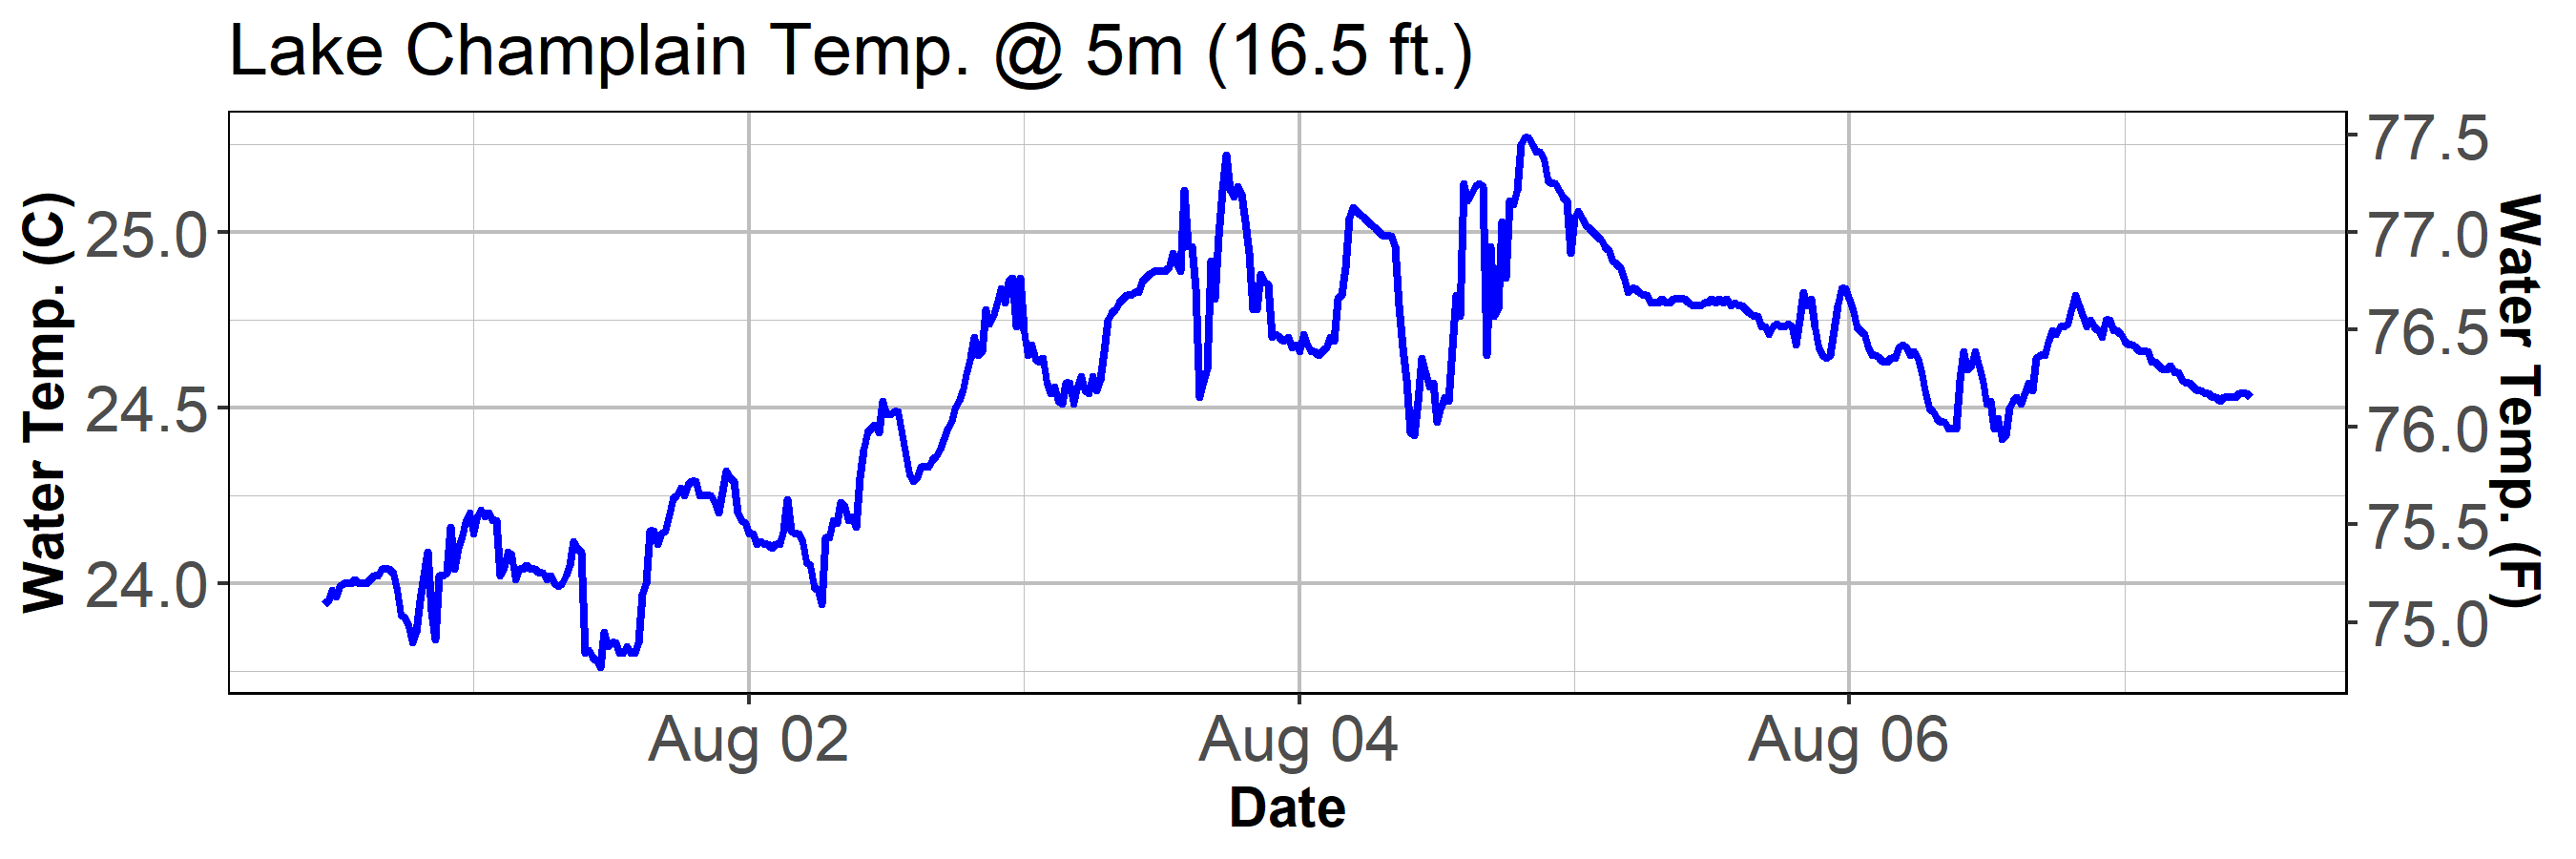 Lake Champlain Temp. @ 5m (16.5 ft.)
Water Temp. (C)
25.0
24.5
24.0
77.5
77.0
76.5
76.0
75.5
75.0
Water Temp. (F)
Aug 02 Aug 04 Aug 06
Date